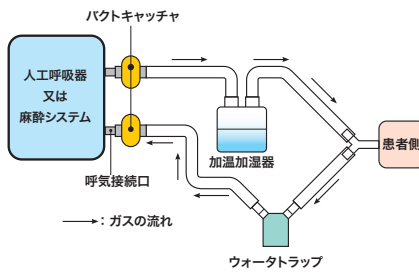 バクトキャッチャ
人工呼吸器
又は
麻酔システム
加温加湿器
患者側
呼気接続口
：ガスの流れ
ウォータトラップ